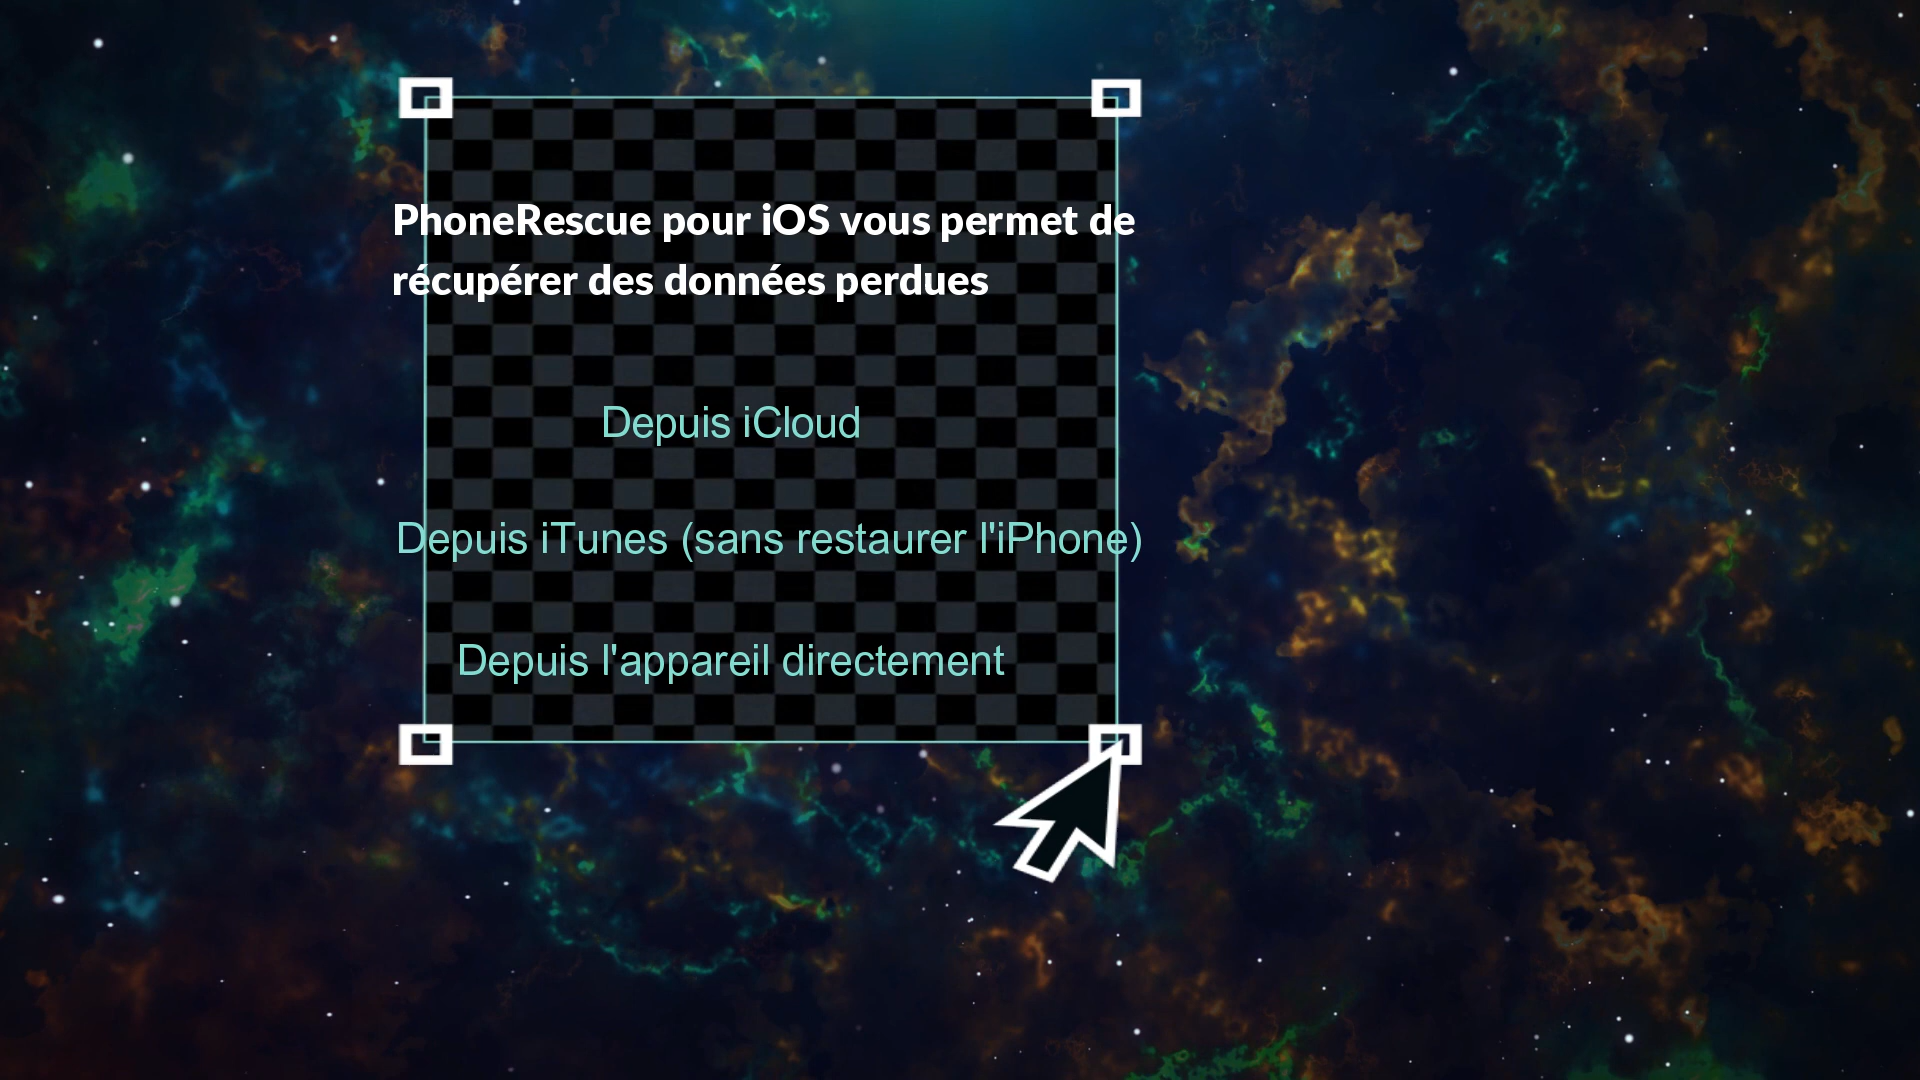 PhoneRescue pour iOS vous permet de
récupérer des données perdues
Depuis iCloud
Depuis iTunes (sans restaurer l'iPhone)
Depuis l'appareil directement